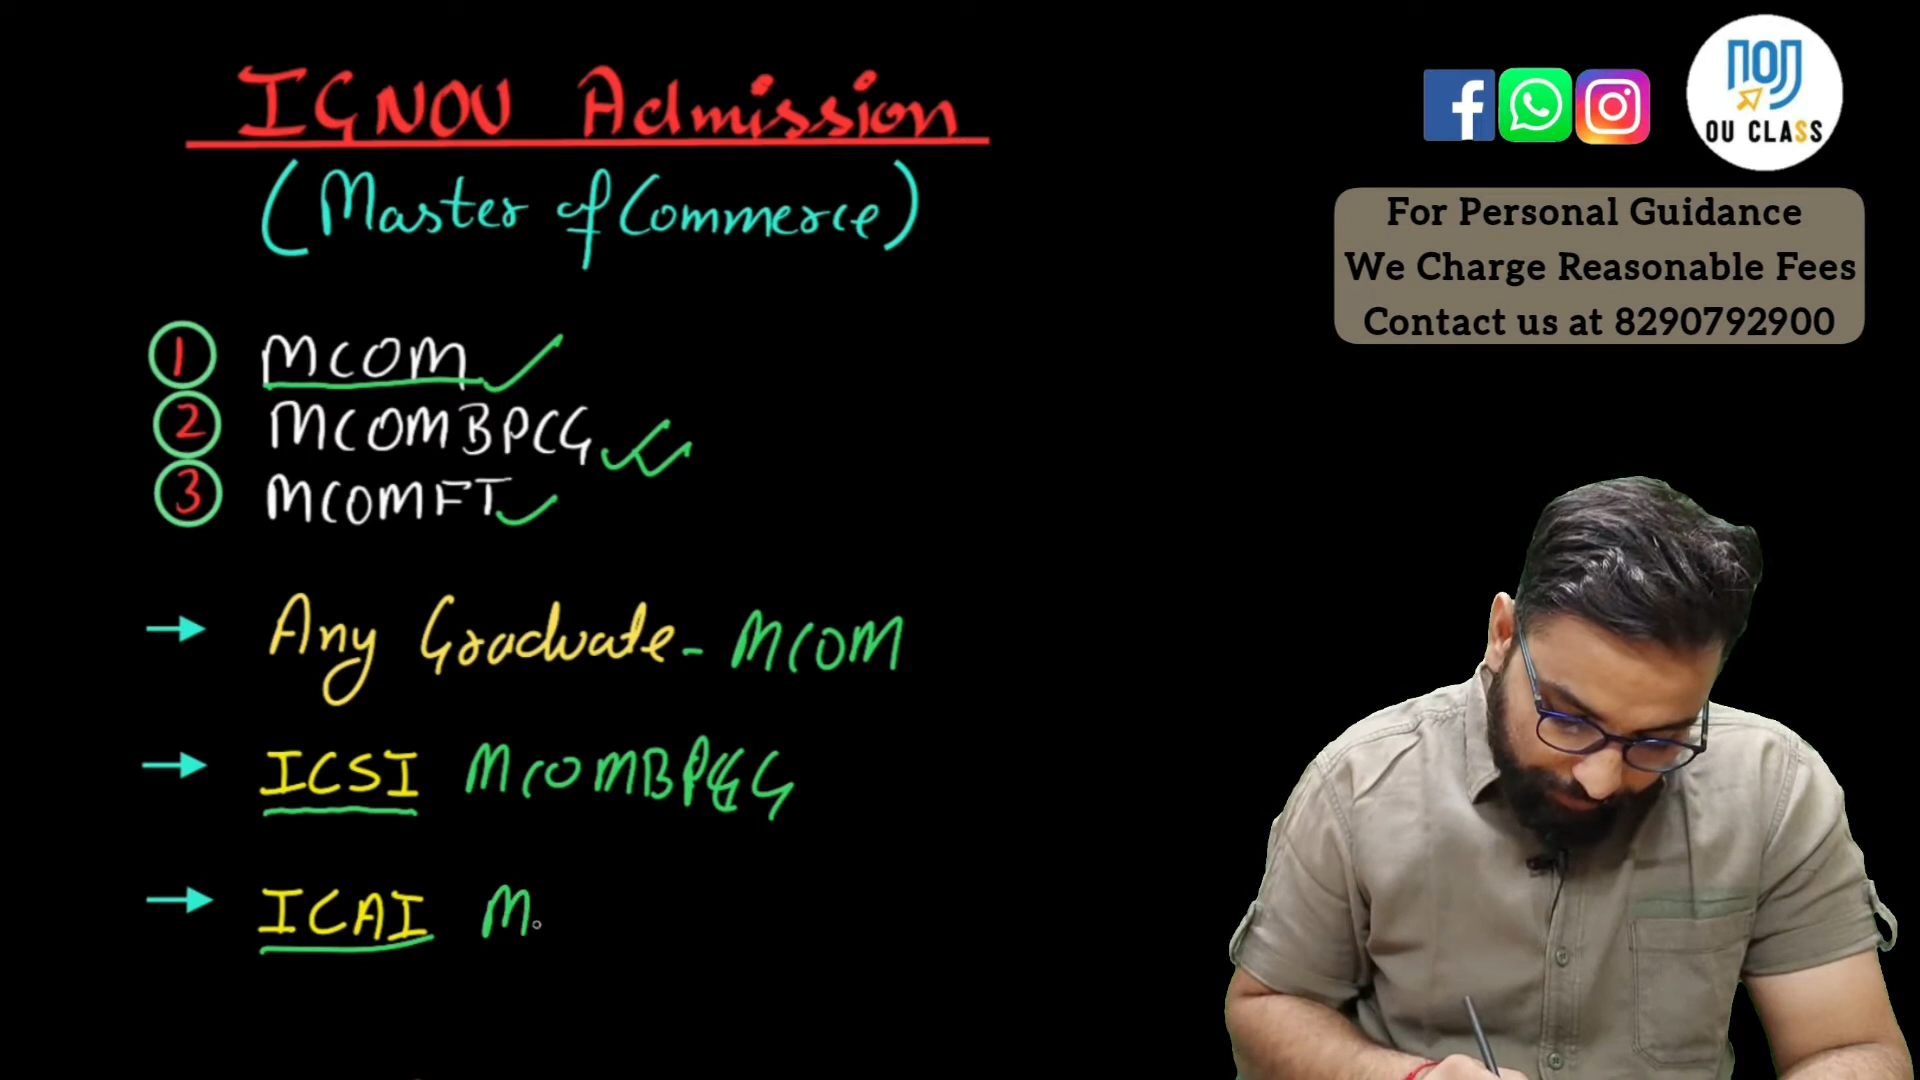 IGNOU Admission
(Master of Commerce)
1 MCOM
2 MCOMBPCG
3 MCOMFT
→ Any Graduate - MCOM
→ ICSI MCOMBPCG
→ ICAI M
OU CLASS
For Personal Guidance
We Charge Reasonable Fees
Contact us at 8290792900